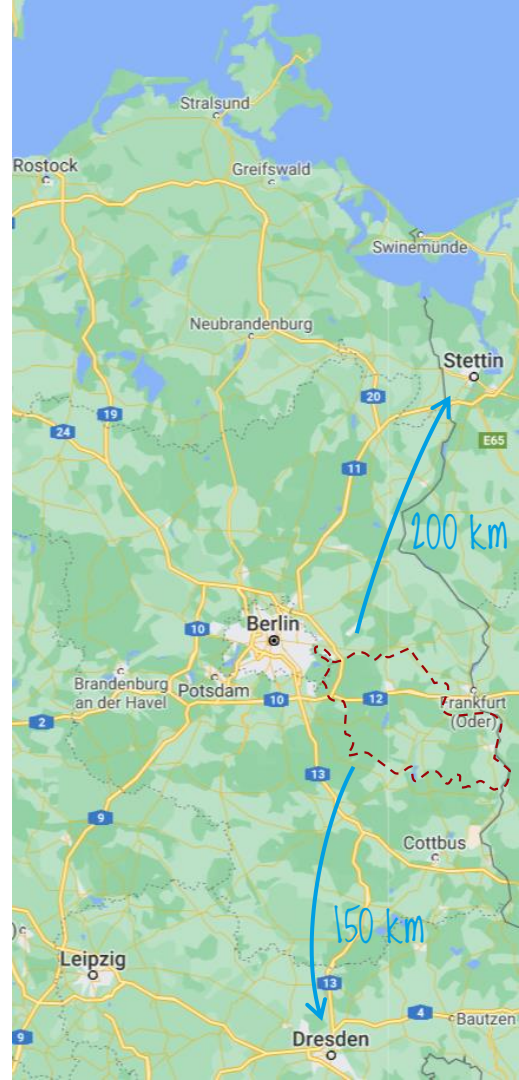 Stralsund
Rostock
Greifswald
Swinemünde
Neubrandenburg
Stettin
20
19
24
E65
11
200 km
Berlin
10
Brandenburg
an der Havel
Potsdam
10
12
Frankfurt
(Oder)
2
13
9
Cottbus
150 km
Leipzig
13
4
Bautzen
9
Dresden